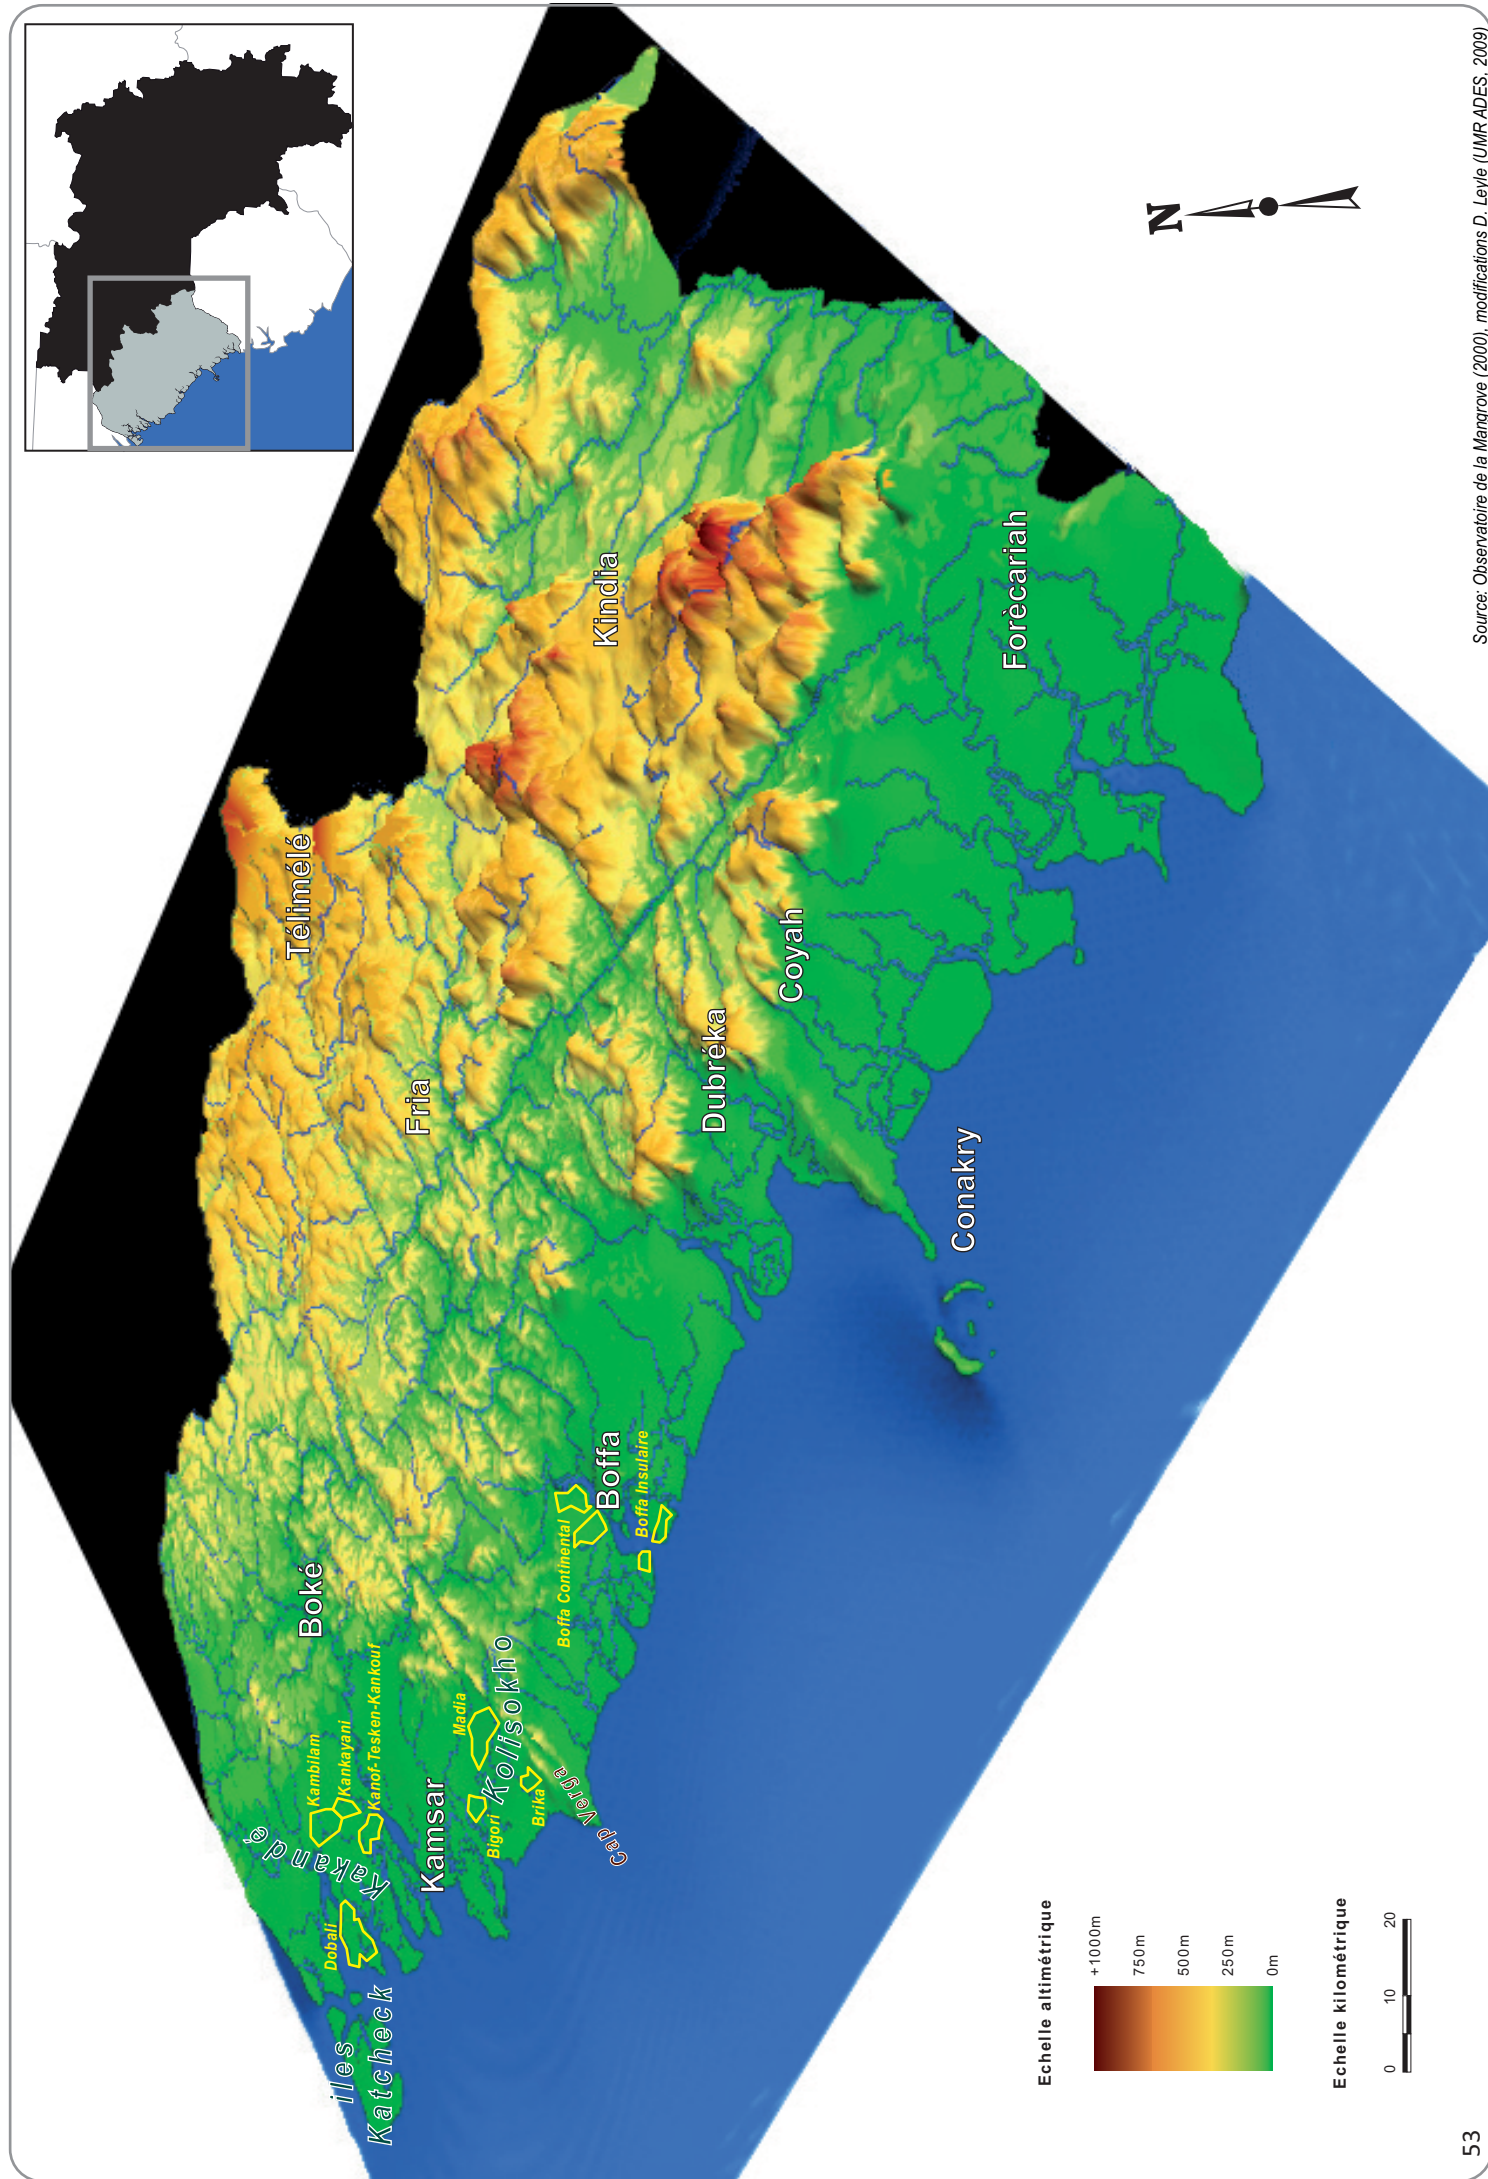 Télimélé
Kindia
Fria
Forècariah
Coyah
Dubréka
Conakry
Boké
Boffa
Boffa Insulaire
Boffa Continental
Kambilam
Kankayani
Kanof-Tesken-Kankouf
Kakandé
Kamsar
Madia
Kolisokho
Bigori
Brika
Cap Verga
Dobali
iles
Katcheck
N
Echelle altimétrique
+1000m
750m
500m
250m
0m
Echelle kilométrique
0 10 20
Source: Observatoire de la Mangrove (2000), modifications D. Leyle (UMR ADES, 2009)
53